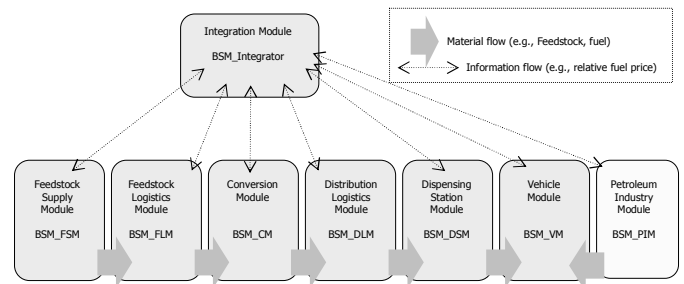 Integration Module
BSM_Integrator
Material flow (e.g., Feedstock, fuel)
Information flow (e.g., relative fuel price)
Feedstock
Supply
Module
BSM_FSM
Feedstock
Logistics
Module
BSM_FLM
Conversion
Module
BSM_CM
Distribution
Logistics
Module
BSM_DLM
Dispensing
Station
Module
BSM_DSM
Vehicle
Module
BSM_VM
Petroleum
Industry
Module
BSM_PIM